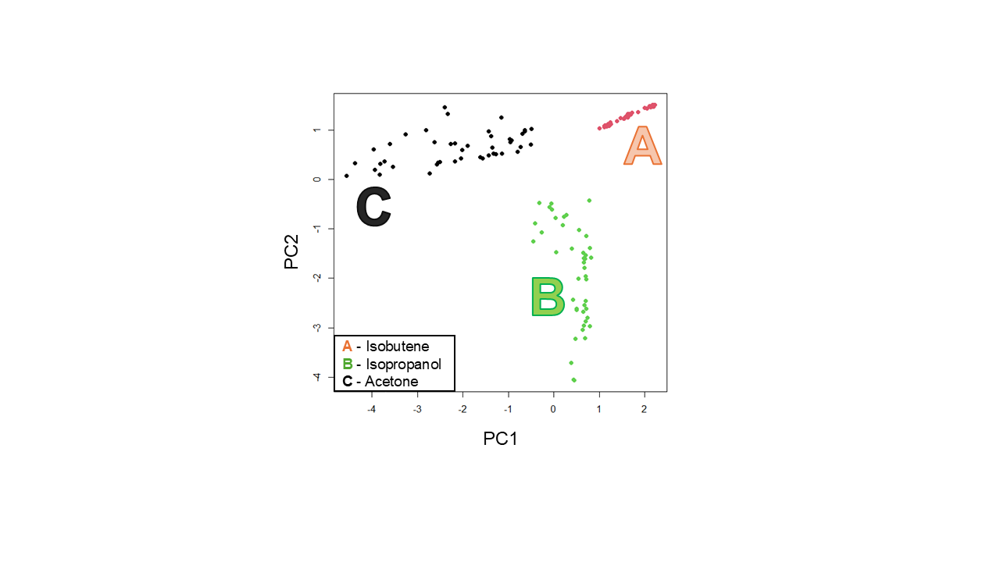 1
0
-1
-2
-3
-4
PC2
A
C
B
A - Isobutene
B - Isopropanol
C - Acetone
-4 -3 -2 -1 0 1 2
PC1